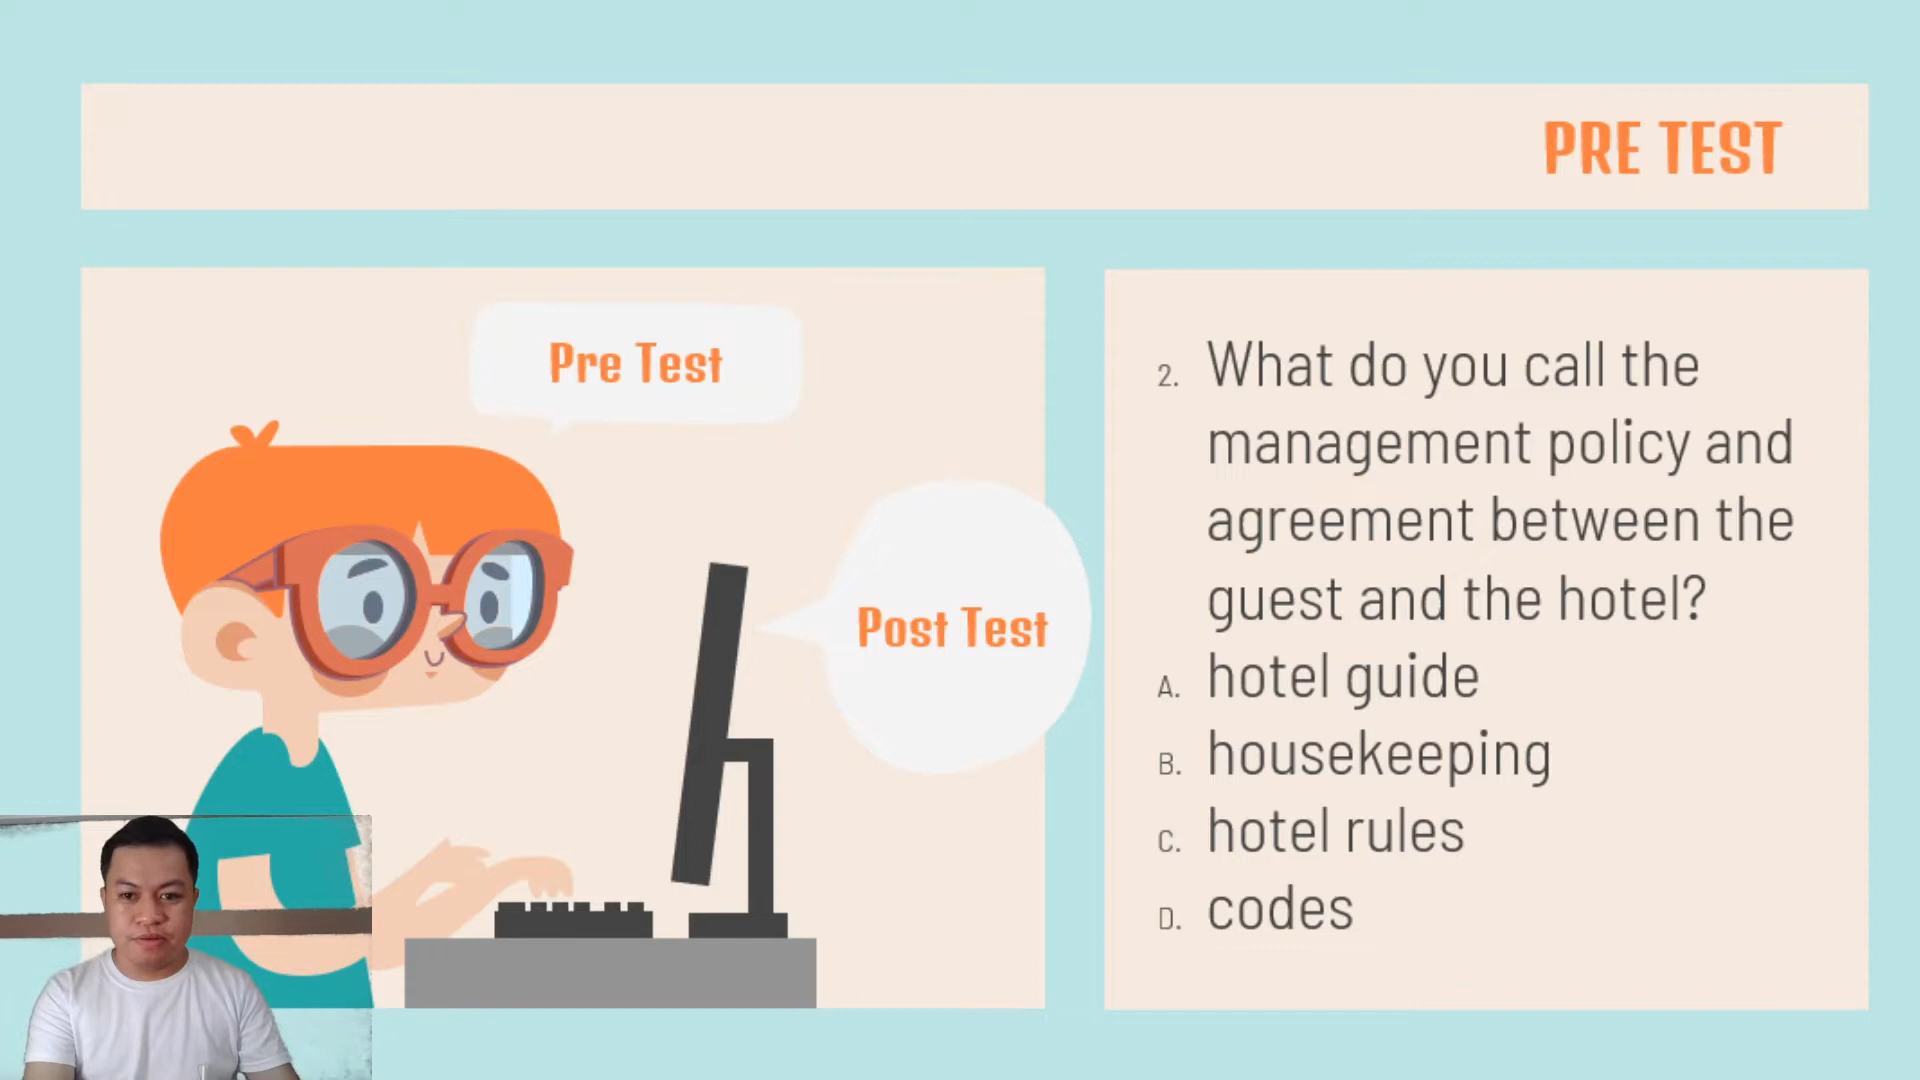 PRE TEST
Pre Test
Post Test
2. What do you call the
management policy and
agreement between the
guest and the hotel?
A. hotel guide
B. housekeeping
C. hotel rules
D. codes